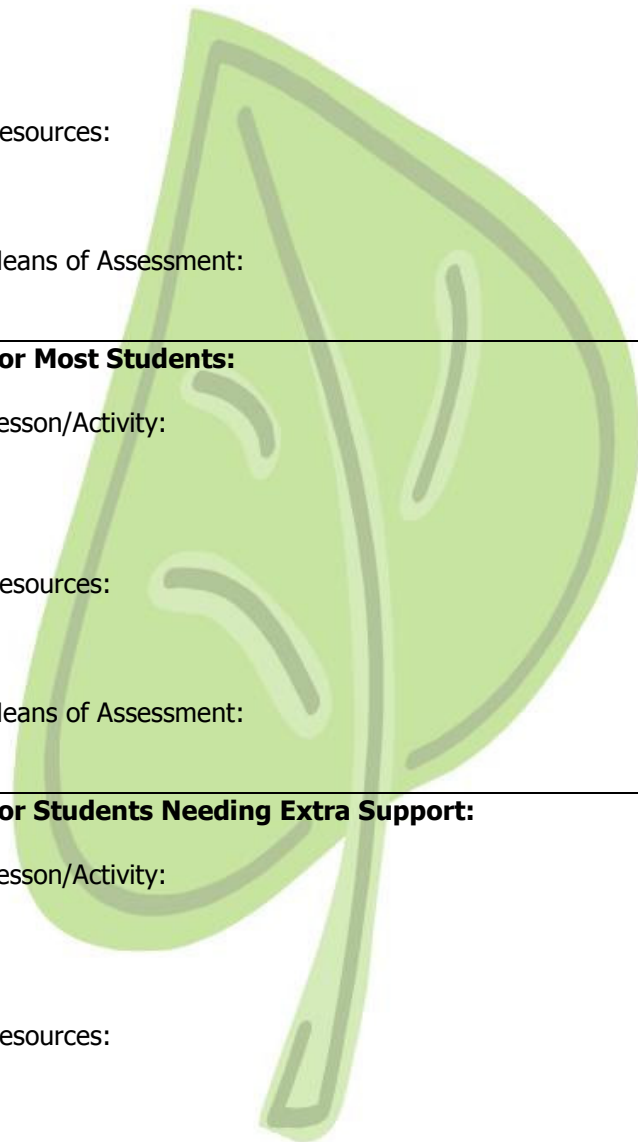 esources:
leans of Assessment:
or Most Students:
esson/Activity:
esources:
leans of Assessment:
or Students Needing Extra Support:
esson/Activity:
esources: